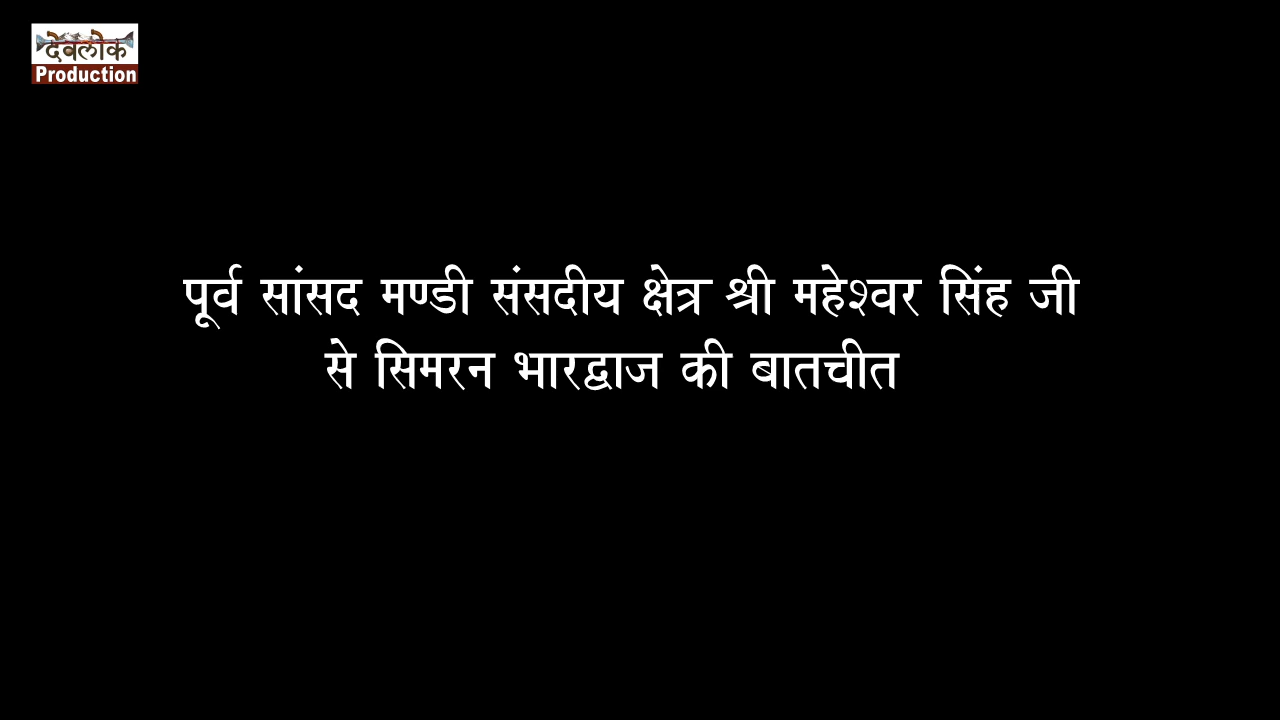 देवलोक
Production
पूर्व सांसद मण्डी संसदीय क्षेत्र श्री महेश्वर सिंह जी
से सिमरन भारद्वाज की बातचीत